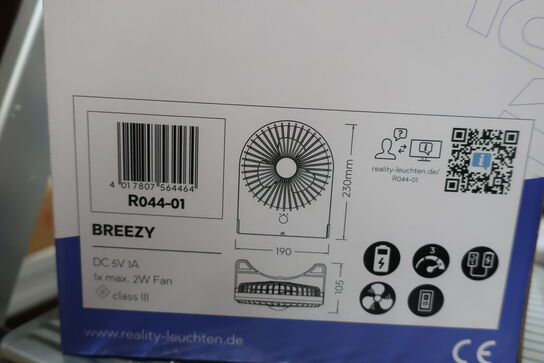 4 017807 564464
R044-01
BREEZY
DC 5V 1A
1x max. 2W Fan
class III
230mm
190
105
?
i
reality-leuchten.de/
R044-01
i
3
www.reality-leuchten.de
CE